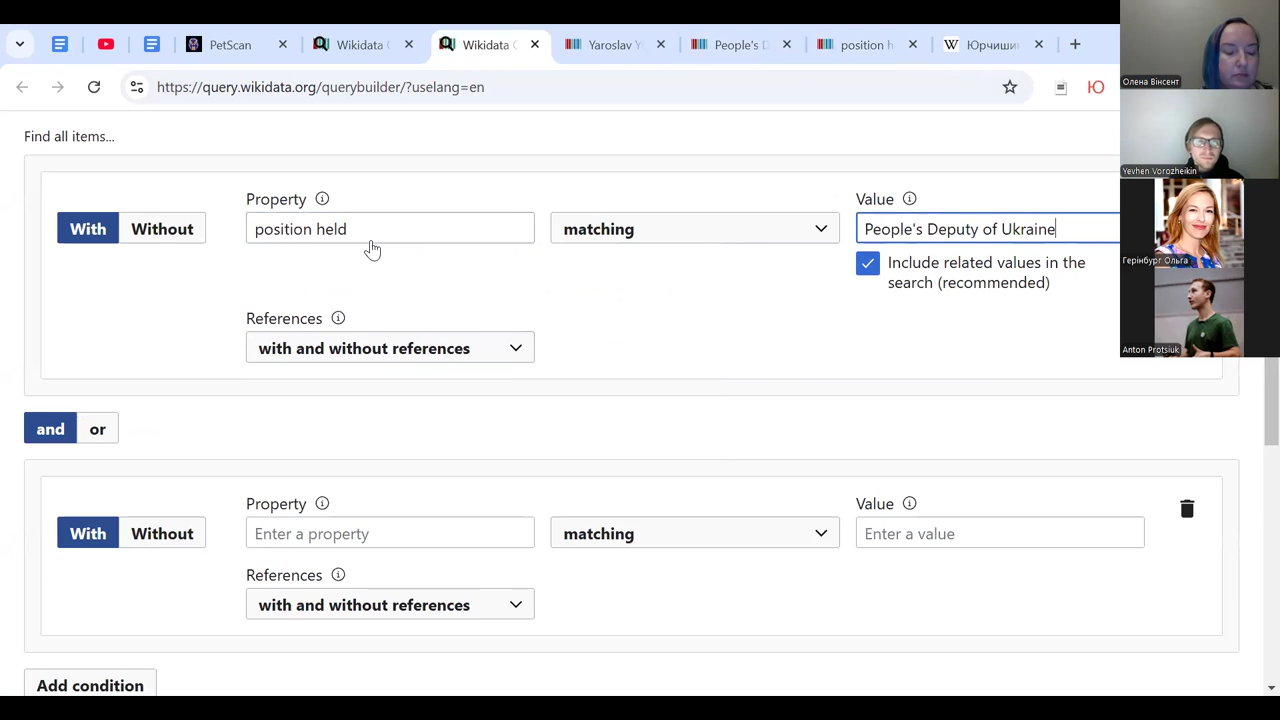 PetScan
Wikidata
Wikidata
Yaroslav Y
People's D
position h
Юрчиши
https://query.wikidata.org/querybuilder/?uselang=en
Ю
Find all items...
Property
Value
With
Without
position held
matching
People's Deputy of Ukraine
Include related values in the
search (recommended)
References
with and without references
and
or
Property
Value
With
Without
Enter a property
matching
Enter a value
References
with and without references
Add condition
Олена Вінсент
Yevhen Vorozheikin
Герінбург Ольга
Anton Protsiuk